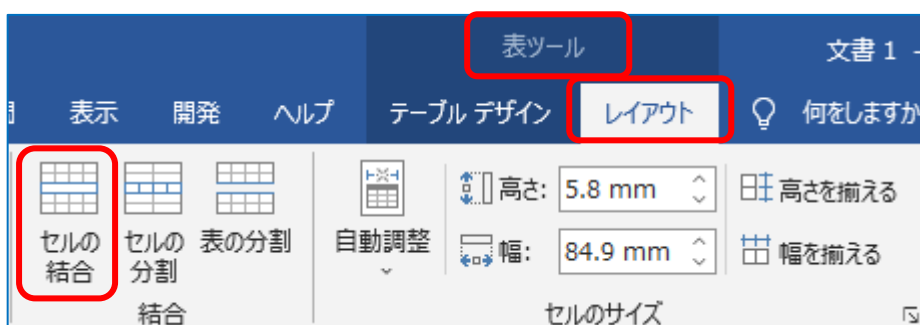 表ツール
文書 1 -
表示 開発 ヘルプ テーブル デザイン レイアウト 何をしますか
セルの結合 セルの分割 表の分割 自動調整 高さ: 5.8 mm 高さを揃える
幅: 84.9 mm 幅を揃える
結合 セルのサイズ